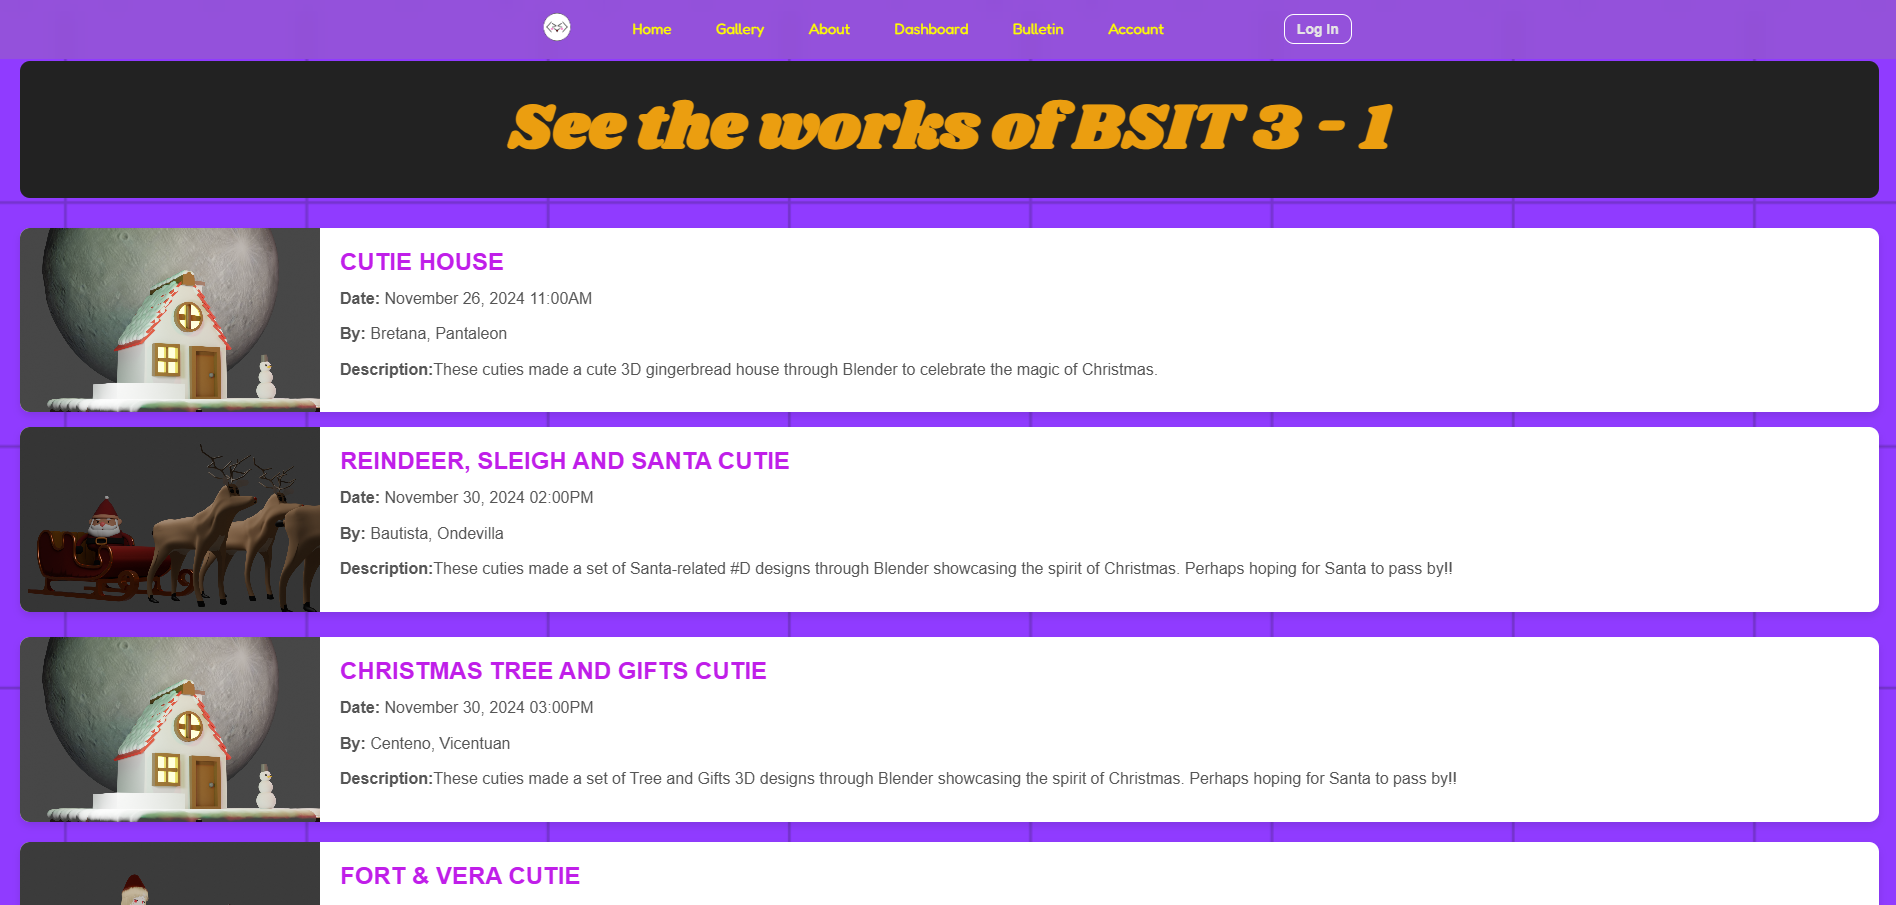 Home Gallery About Dashboard Bulletin Account Log In
See the works of BSIT 3 - 1
CUTIE HOUSE
Date: November 26, 2024 11:00AM
By: Bretana, Pantaleon
Description:These cuties made a cute 3D gingerbread house through Blender to celebrate the magic of Christmas.
REINDEER, SLEIGH AND SANTA CUTIE
Date: November 30, 2024 02:00PM
By: Bautista, Ondevilla
Description:These cuties made a set of Santa-related #D designs through Blender showcasing the spirit of Christmas. Perhaps hoping for Santa to pass by!!
CHRISTMAS TREE AND GIFTS CUTIE
Date: November 30, 2024 03:00PM
By: Centeno, Vicentuan
Description:These cuties made a set of Tree and Gifts 3D designs through Blender showcasing the spirit of Christmas. Perhaps hoping for Santa to pass by!!
FORT & VERA CUTIE